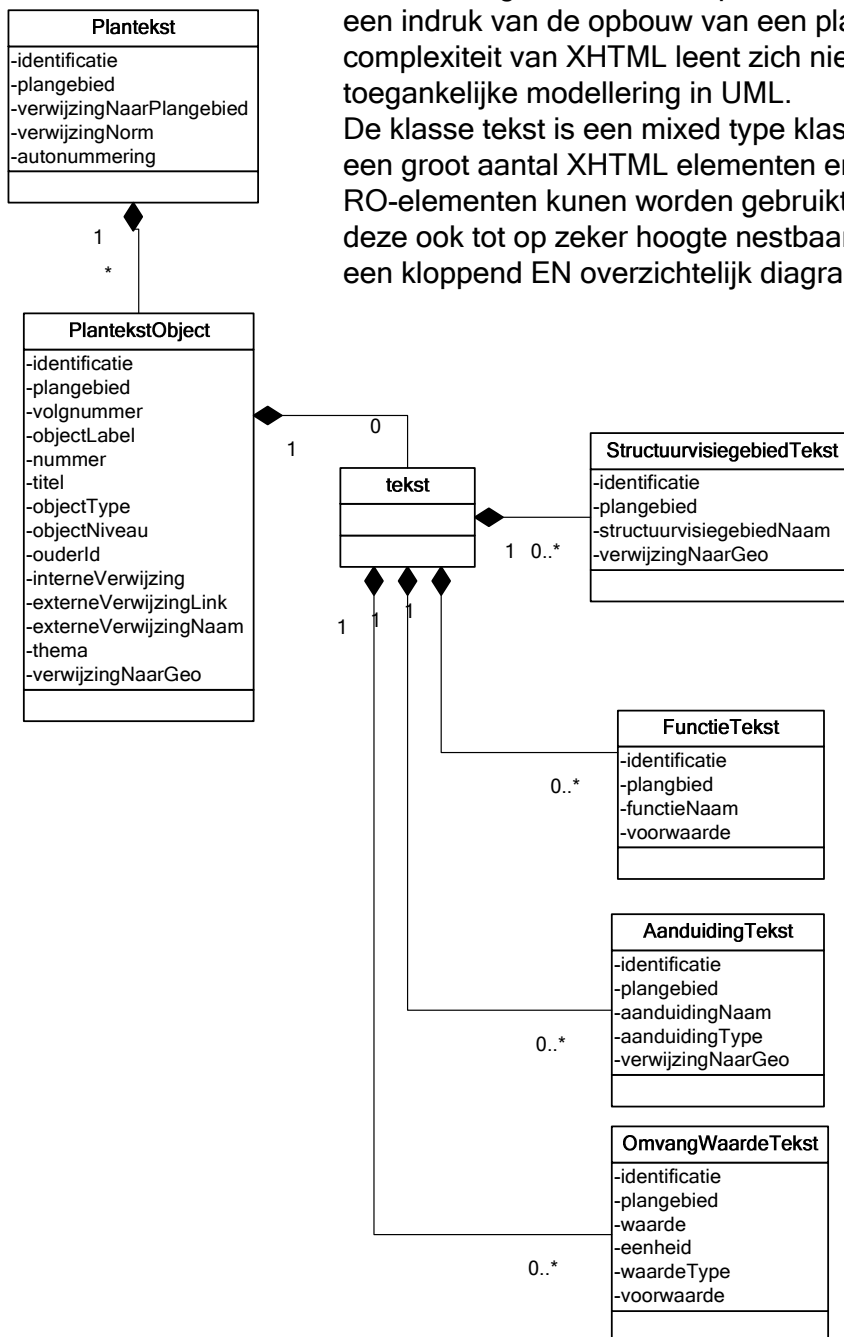 een indruk van de opbouw van een pla
complexiteit van XHTML leent zich nie
toegankelijke modellering in UML.
De klasse tekst is een mixed type klas
een groot aantal XHTML elementen er
RO-elementen kunen worden gebruikt
deze ook tot op zeker hoogte nestbaar
een kloppend EN overzichtelijk diagra
Plantekst
-identificatie
-plangebied
-verwijzingNaarPlangebied
-verwijzingNorm
-autonummering
1
*
PlantekstObject
-identificatie
-plangebied
-volgnummer
-objectLabel
-nummer
-titel
-objectType
-objectNiveau
-ouderId
-interneVerwijzing
-externeVerwijzingLink
-externeVerwijzingNaam
-thema
-verwijzingNaarGeo
1
0
tekst
1 0..*
StructuurvisiegebiedTekst
-identificatie
-plangebied
-structuurvisiegebiedNaam
-verwijzingNaarGeo
1 1 1
0..*
FunctieTekst
-identificatie
-plangbied
-functieNaam
-voorwaarde
0..*
AanduidingTekst
-identificatie
-plangebied
-aanduidingNaam
-aanduidingType
-verwijzingNaarGeo
0..*
OmvangWaardeTekst
-identificatie
-plangebied
-waarde
-eenheid
-waardeType
-voorwaarde